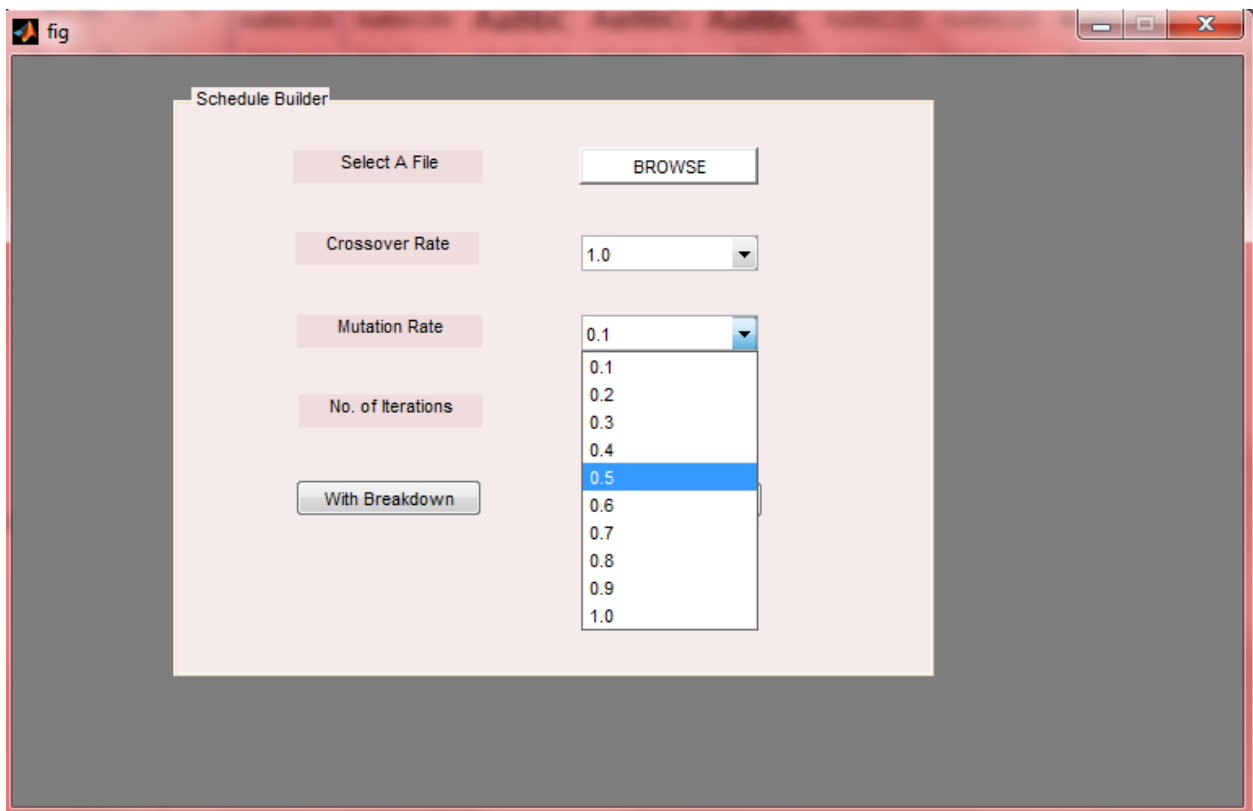 fig
Schedule Builder
Select A File
BROWSE
Crossover Rate
1.0
Mutation Rate
0.1
0.1
0.2
0.3
No. of Iterations
0.4
0.5
With Breakdown
0.6
0.7
0.8
0.9
1.0